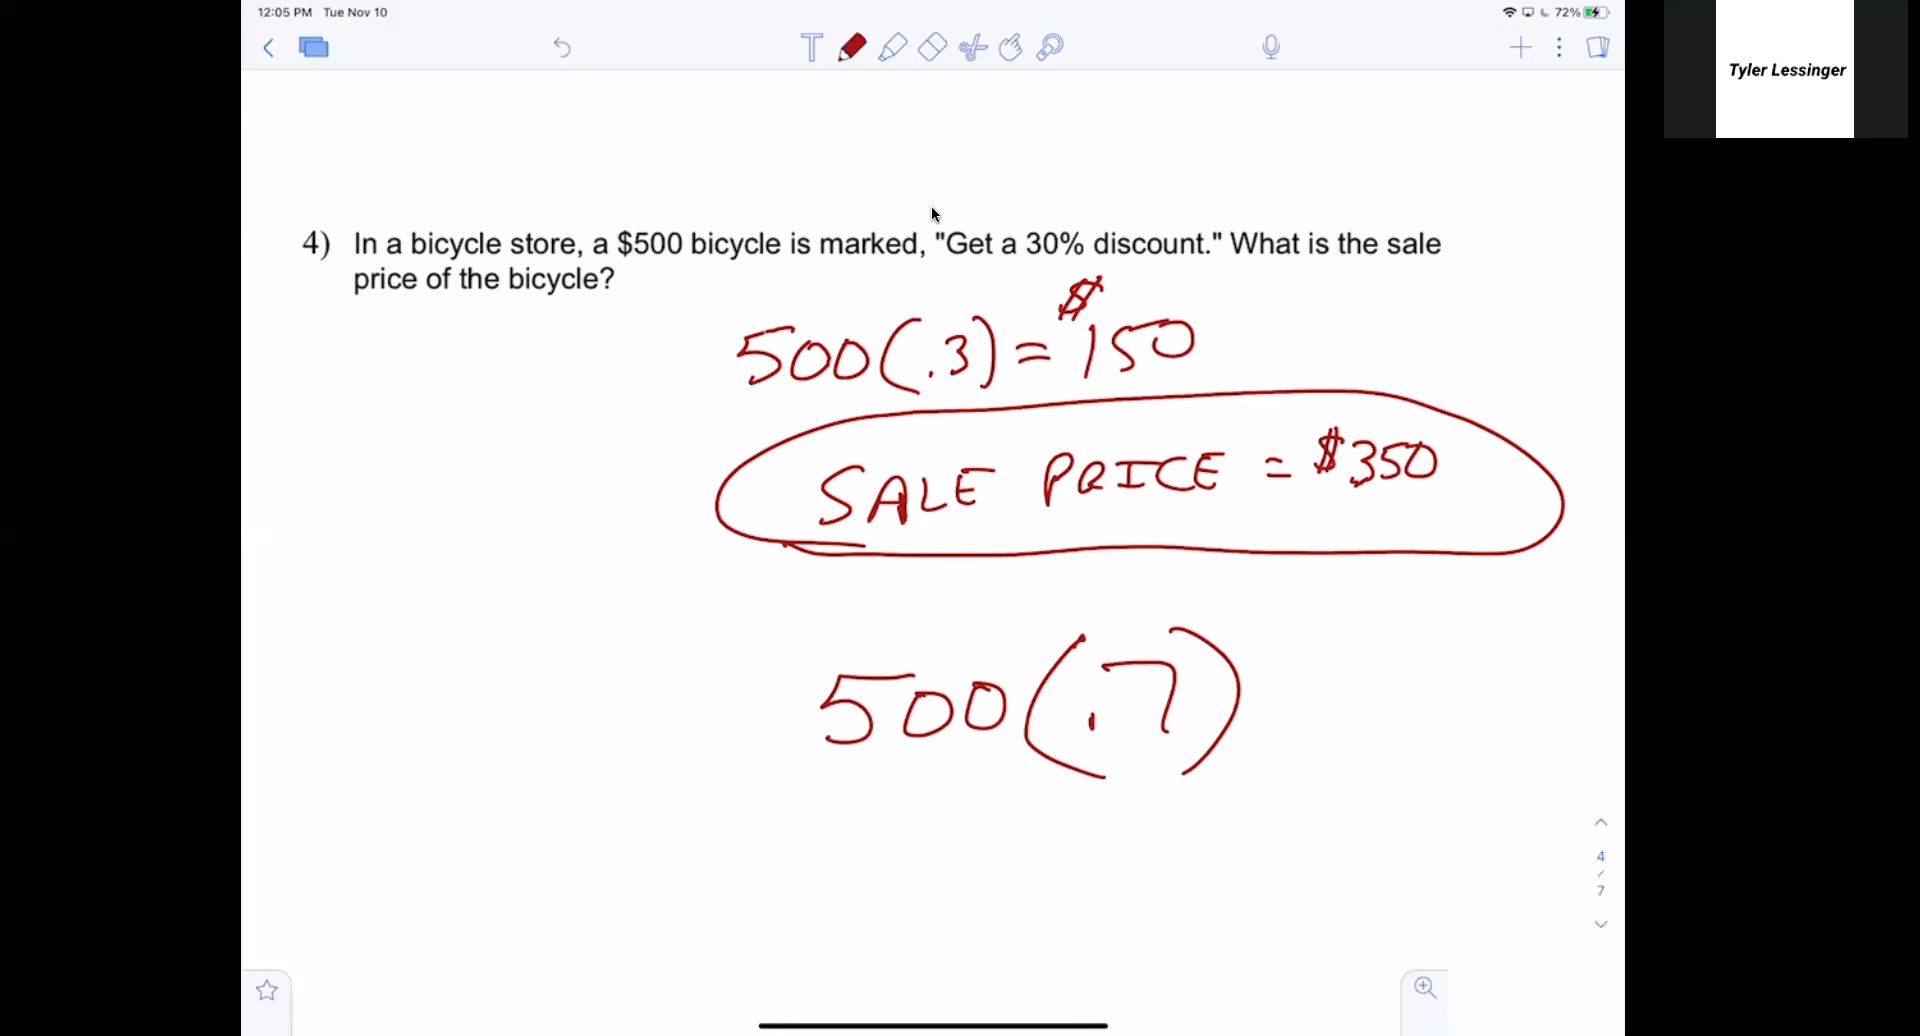 12:05 PM Tue Nov 10
72%
Tyler Lessinger
T
4) In a bicycle store, a $500 bicycle is marked, "Get a 30% discount." What is the sale
price of the bicycle?
500(.3) = $150
SALE PRICE = $350
500(.7)
4
/
7